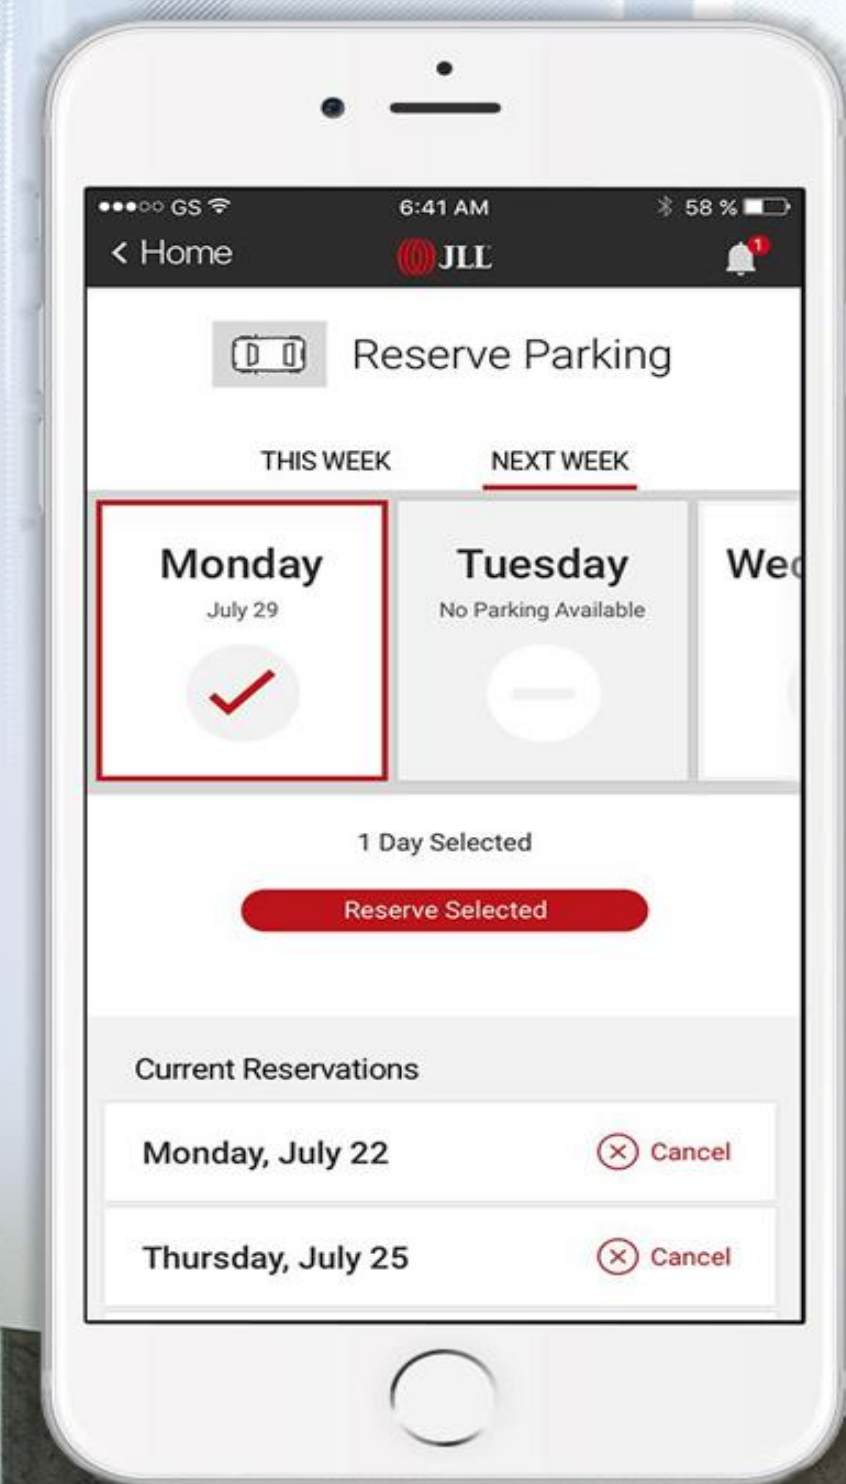 GS 6:41 AM 58 %
< Home JLL 1
Reserve Parking
THIS WEEK NEXT WEEK
Monday Tuesday Wed
July 29 No Parking Available
1 Day Selected
Reserve Selected
Current Reservations
Monday, July 22 Cancel
Thursday, July 25 Cancel